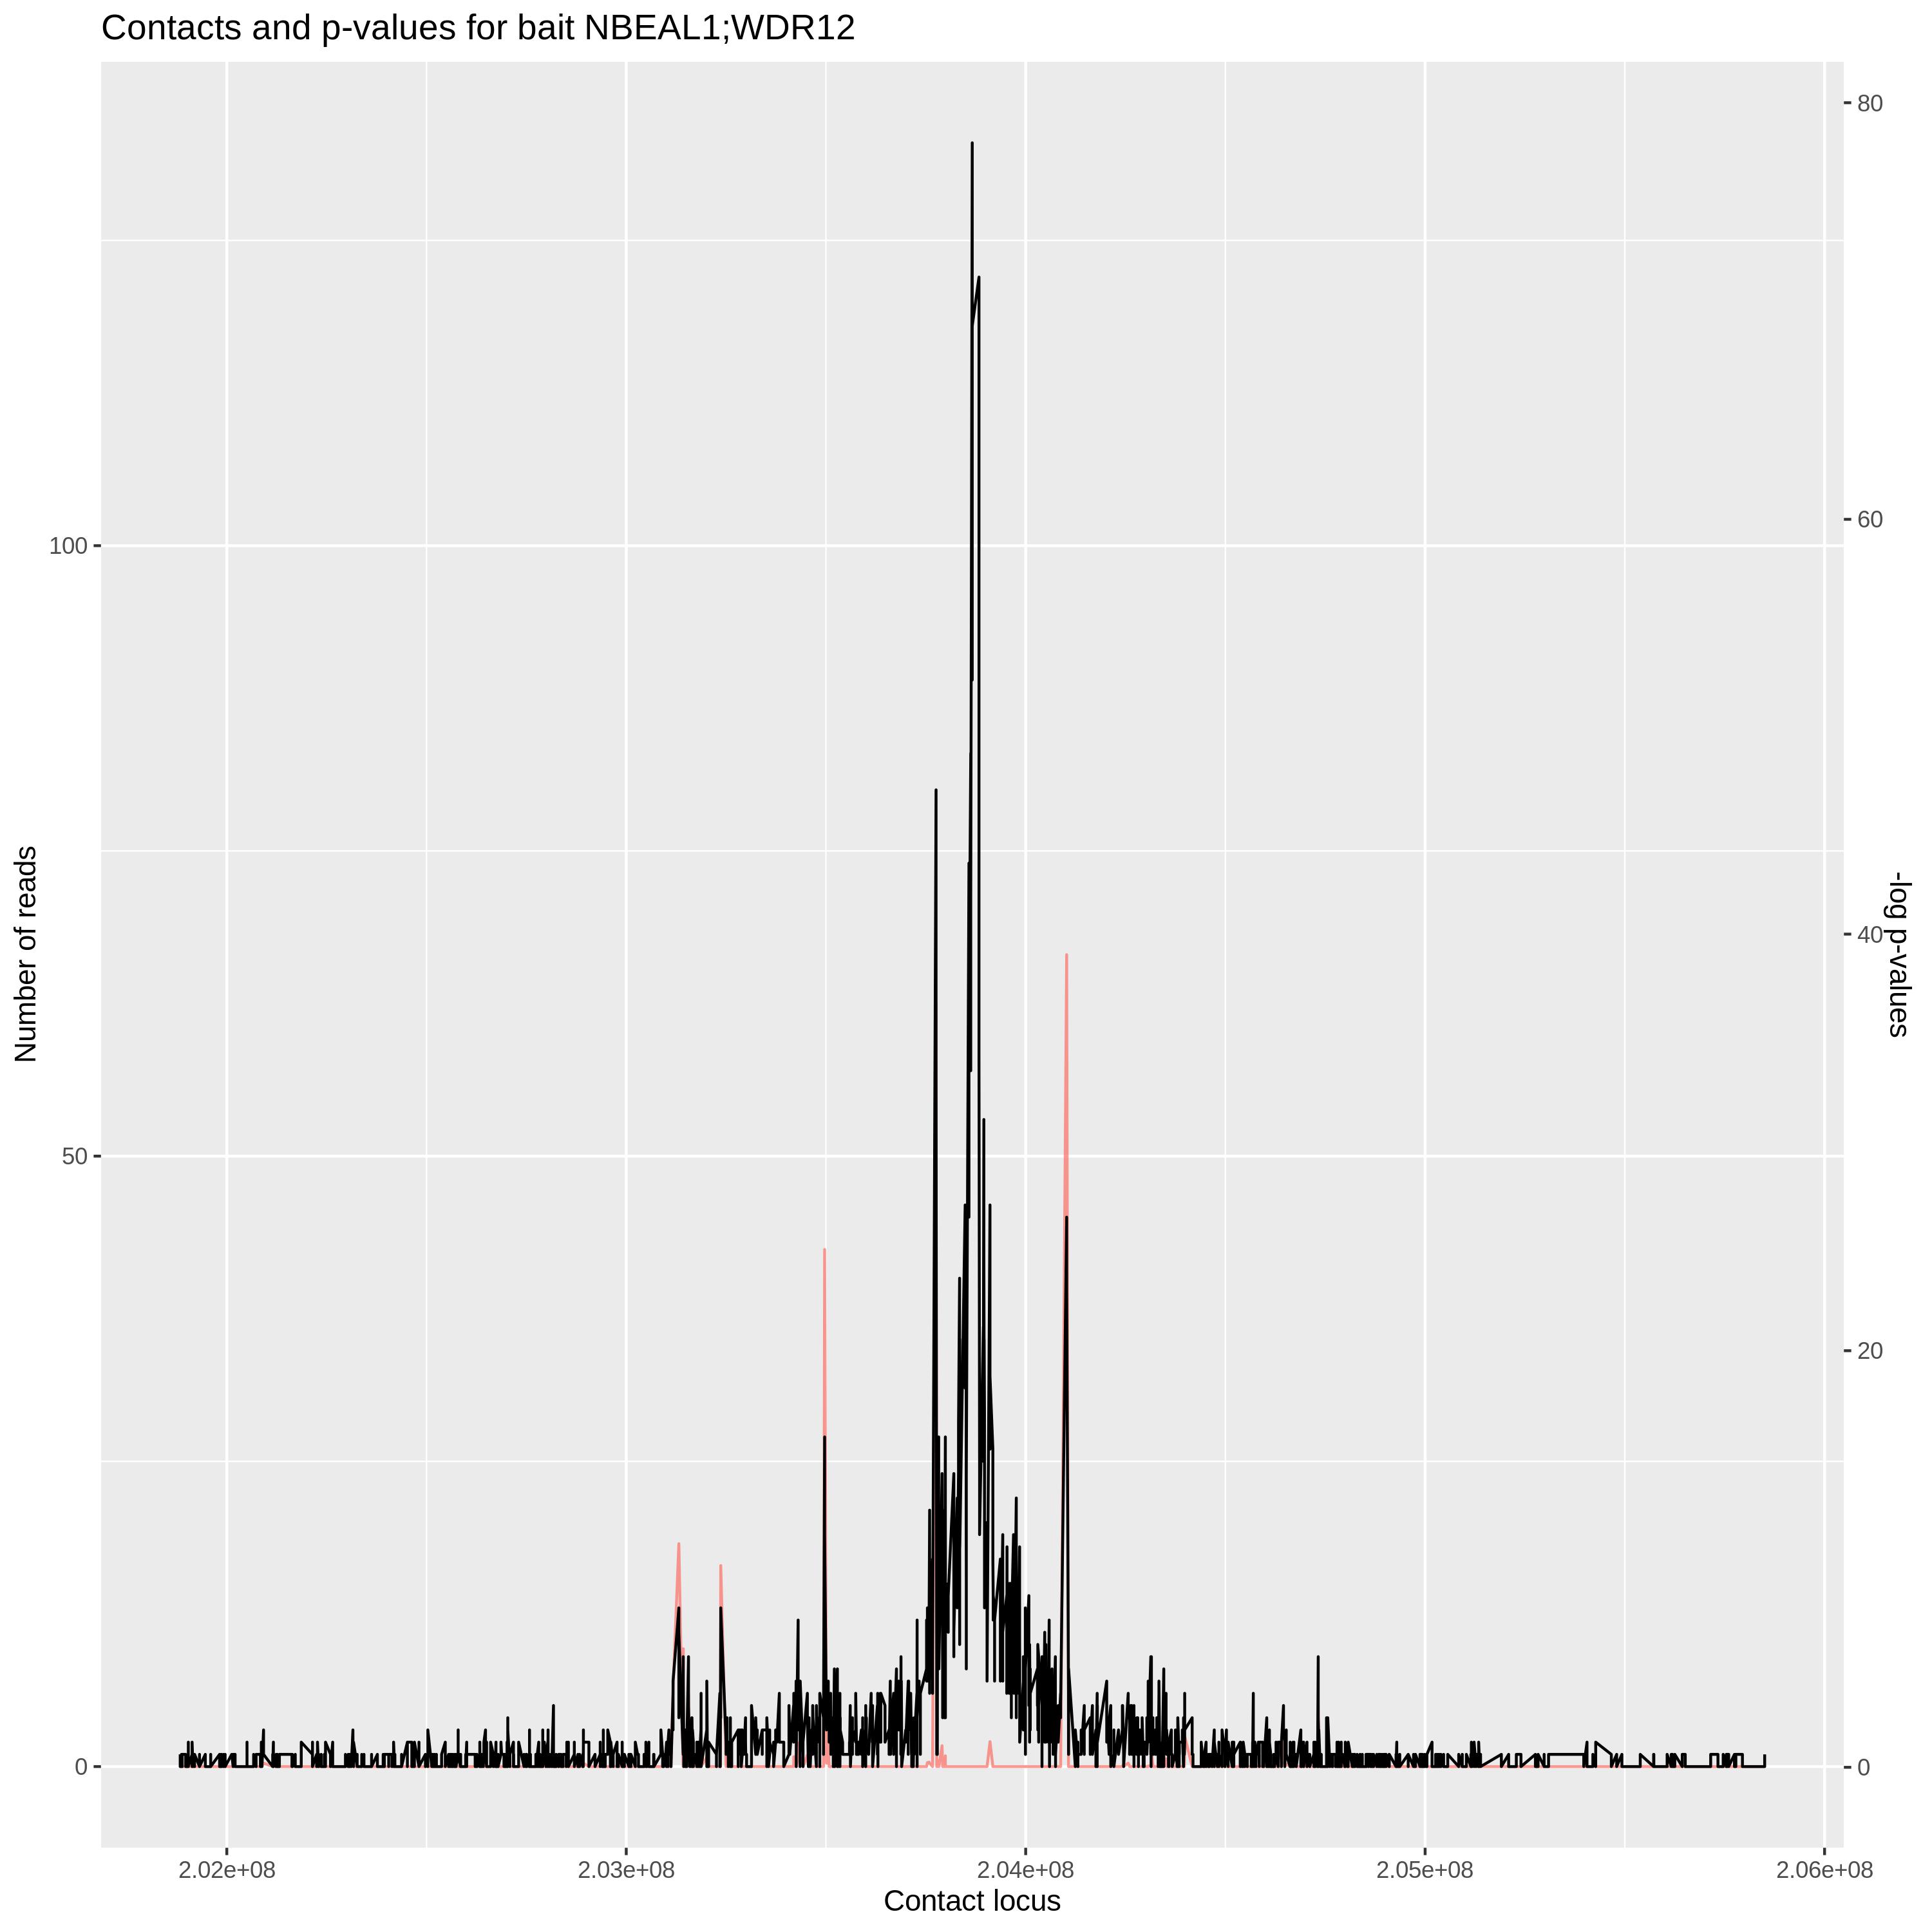 Contacts and p-values for bait NBEAL1;WDR12
80
60
100
Number of reads
-log p-values
40
50
20
0
0
2.02e+08
2.03e+08
2.04e+08
2.05e+08
2.06e+08
Contact locus